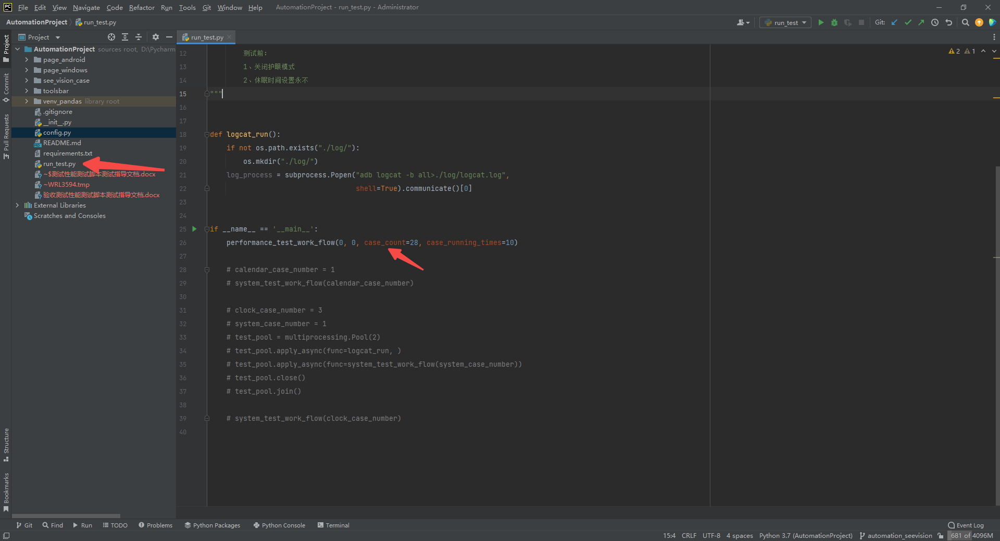 PC File Edit View Navigate Code Refactor Run Tools Git Window Help AutomationProject - run_test.py - Administrator
AutomationProject run_test.py
run_test Git:
Project
run_test.py
AutomationProject sources root, D:\Pycharm
page_android
page_windows
see_vision_case
toolsbar
venv_pandas library root
.gitignore
__init__.py
config.py
README.md
requirements.txt
run_test.py
~$测试性能测试脚本测试指导文档.docx
~WRL3594.tmp
验收测试性能测试脚本测试指导文档.docx
External Libraries
Scratches and Consoles
Project
Commit
Pull Requests
Structure
Bookmarks
2 1
12 测试前:
13 1、关闭护眼模式
14 2、休眠时间设置永不
15 """
16
17
18 def logcat_run():
19 if not os.path.exists("./log/"):
20 os.mkdir("./log/")
21 log_process = subprocess.Popen("adb logcat -b all>./log/logcat.log",
22 shell=True).communicate()[0]
23
24
25 if __name__ == '__main__':
26 performance_test_work_flow(0, 0, case_count=28, case_running_times=10)
27
28 # calendar_case_number = 1
29 # system_test_work_flow(calendar_case_number)
30
31 # clock_case_number = 3
32 # system_case_number = 1
33 # test_pool = multiprocessing.Pool(2)
34 # test_pool.apply_async(func=logcat_run, )
35 # test_pool.apply_async(func=system_test_work_flow(system_case_number))
36 # test_pool.close()
37 # test_pool.join()
38
39 # system_test_work_flow(clock_case_number)
40
Git Find Run TODO Problems Python Packages Python Console Terminal Event Log
15:4 CRLF UTF-8 4 spaces Python 3.7 (AutomationProject) automation_seevision 681 of 4096M